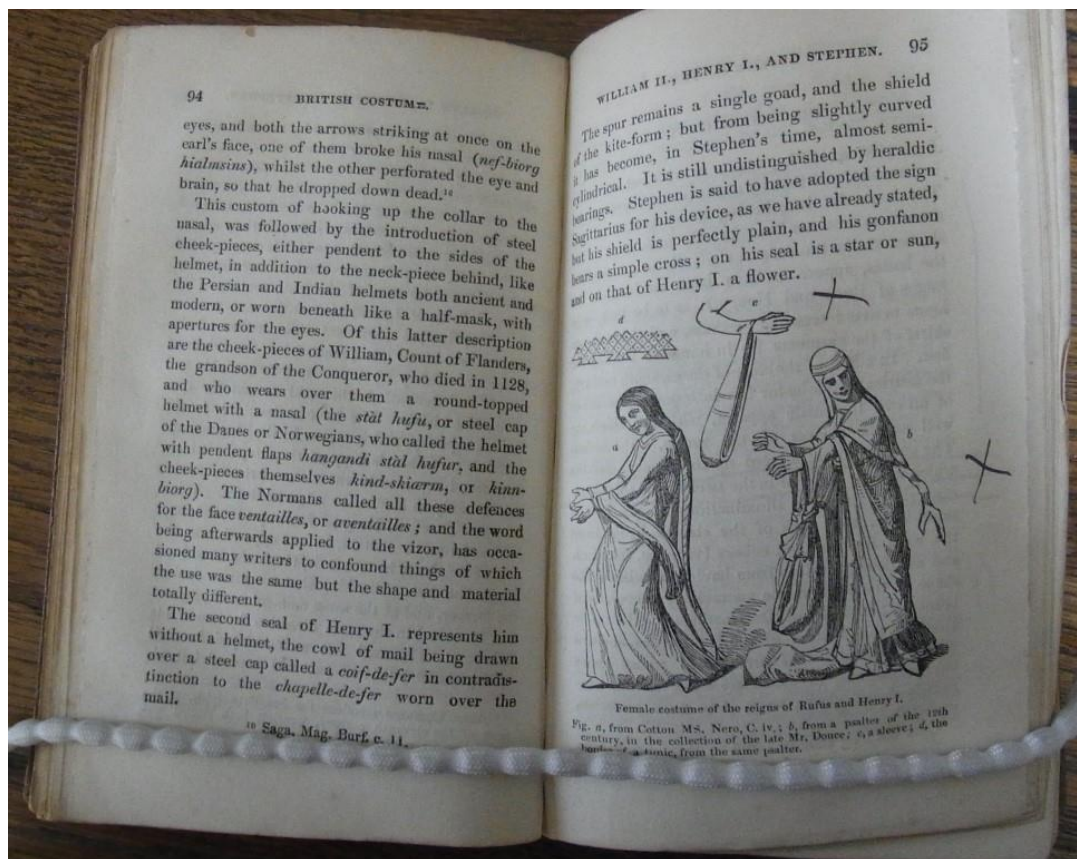 94 BRITISH COSTUME.
eyes, and both the arrows striking at once on the
earl's face, one of them broke his nasal (nef-biorg
hialmsins), whilst the other perforated the eye and
brain, so that he dropped down dead.¹⁶
This custom of hooking up the collar to the
nasal, was followed by the introduction of steel
cheek-pieces, either pendent to the sides of the
helmet, in addition to the neck-piece behind, like
the Persian and Indian helmets both ancient and
modern, or worn beneath like a half-mask, with
apertures for the eyes. Of this latter description
are the cheek-pieces of William, Count of Flanders,
the grandson of the Conqueror, who died in 1128,
and who wears over them a round-topped
helmet with a nasal (the stàl hufu, or steel cap
of the Danes or Norwegians, who called the helmet
with pendent flaps hangandi stàl hufur, and the
cheek-pieces themselves kind-skiærm, or kinn-
biorg). The Normans called all these defences
for the face ventailles, or aventailles; and the word
being afterwards applied to the vizor, has occa-
sioned many writers to confound things of which
the use was the same but the shape and material
totally different.
The second seal of Henry I. represents him
without a helmet, the cowl of mail being drawn
over a steel cap called a coif-de-fer in contradis-
tinction to the chapelle-de-fer worn over the
mail.
¹⁶ Saga. Mag. Barf. c. 11.
WILLIAM II., HENRY I., AND STEPHEN. 95
The spur remains a single goad, and the shield
of the kite-form; but from being slightly curved
it has become, in Stephen's time, almost semi-
cylindrical. It is still undistinguished by heraldic
bearings. Stephen is said to have adopted the sign
Sagittarius for his device, as we have already stated,
but his shield is perfectly plain, and his gonfanon
bears a simple cross; on his seal is a star or sun,
and on that of Henry I. a flower.
d
c
a
b
Female costume of the reigns of Rufus and Henry I.
Fig. a, from Cotton MS. Nero, C. iv.; b, from a psalter of the 12th
century, in the collection of the late Mr. Douce; c, a sleeve; d, the
border of a tunic, from the same psalter.